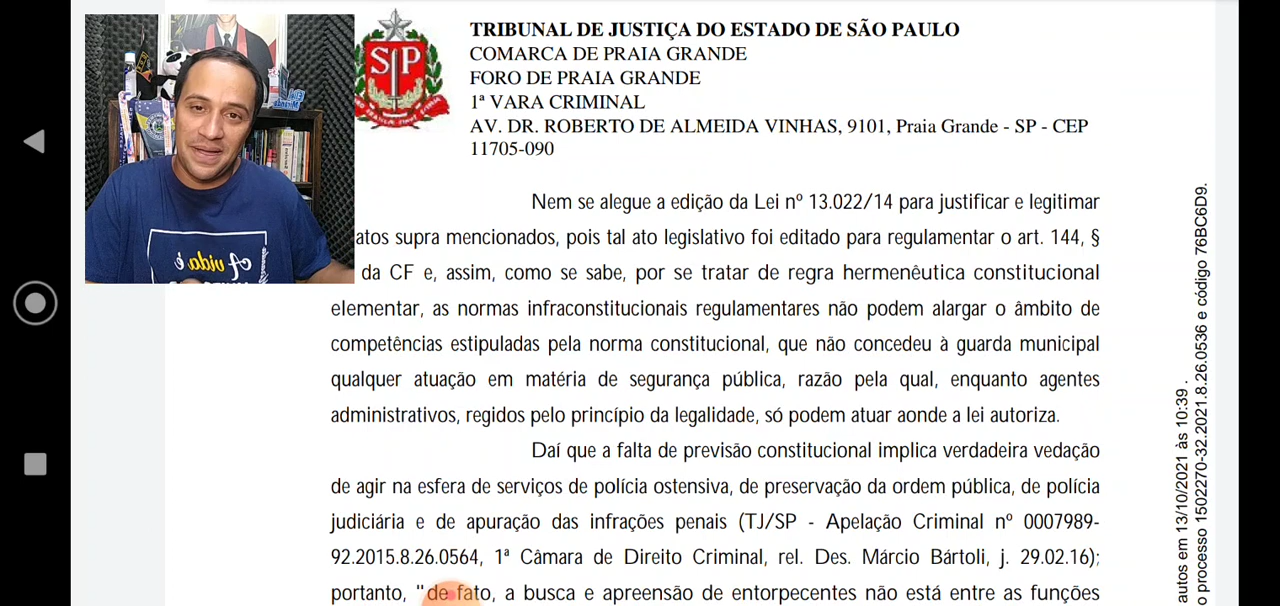 TRIBUNAL DE JUSTIÇA DO ESTADO DE SÃO PAULO
COMARCA DE PRAIA GRANDE
FORO DE PRAIA GRANDE
1ª VARA CRIMINAL
AV. DR. ROBERTO DE ALMEIDA VINHAS, 9101, Praia Grande - SP - CEP
11705-090
SP
A vida é
Nem se alegue a edição da Lei nº 13.022/14 para justificar e legitimar
atos supra mencionados, pois tal ato legislativo foi editado para regulamentar o art. 144, §
da CF e, assim, como se sabe, por se tratar de regra hermenêutica constitucional
elementar, as normas infraconstitucionais regulamentares não podem alargar o âmbito de
competências estipuladas pela norma constitucional, que não concedeu à guarda municipal
qualquer atuação em matéria de segurança pública, razão pela qual, enquanto agentes
administrativos, regidos pelo princípio da legalidade, só podem atuar aonde a lei autoriza.
Daí que a falta de previsão constitucional implica verdadeira vedação
de agir na esfera de serviços de polícia ostensiva, de preservação da ordem pública, de polícia
judiciária e de apuração das infrações penais (TJ/SP - Apelação Criminal nº 0007989-
92.2015.8.26.0564, 1ª Câmara de Direito Criminal, rel. Des. Márcio Bártoli, j. 29.02.16);
portanto, "de fato, a busca e apreensão de entorpecentes não está entre as funções
autos em 13/10/2021 às 10:39 .
o processo 1502270-32.2021.8.26.0536 e código 76BC6D9.